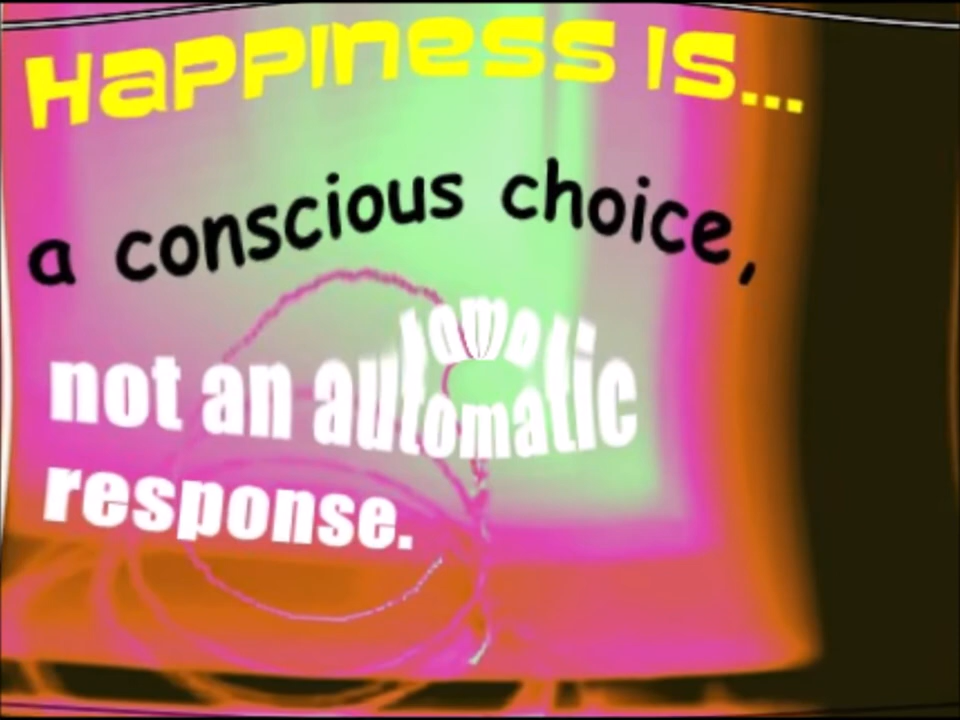 Happiness is...
a conscious choice,
not an automatic
response.